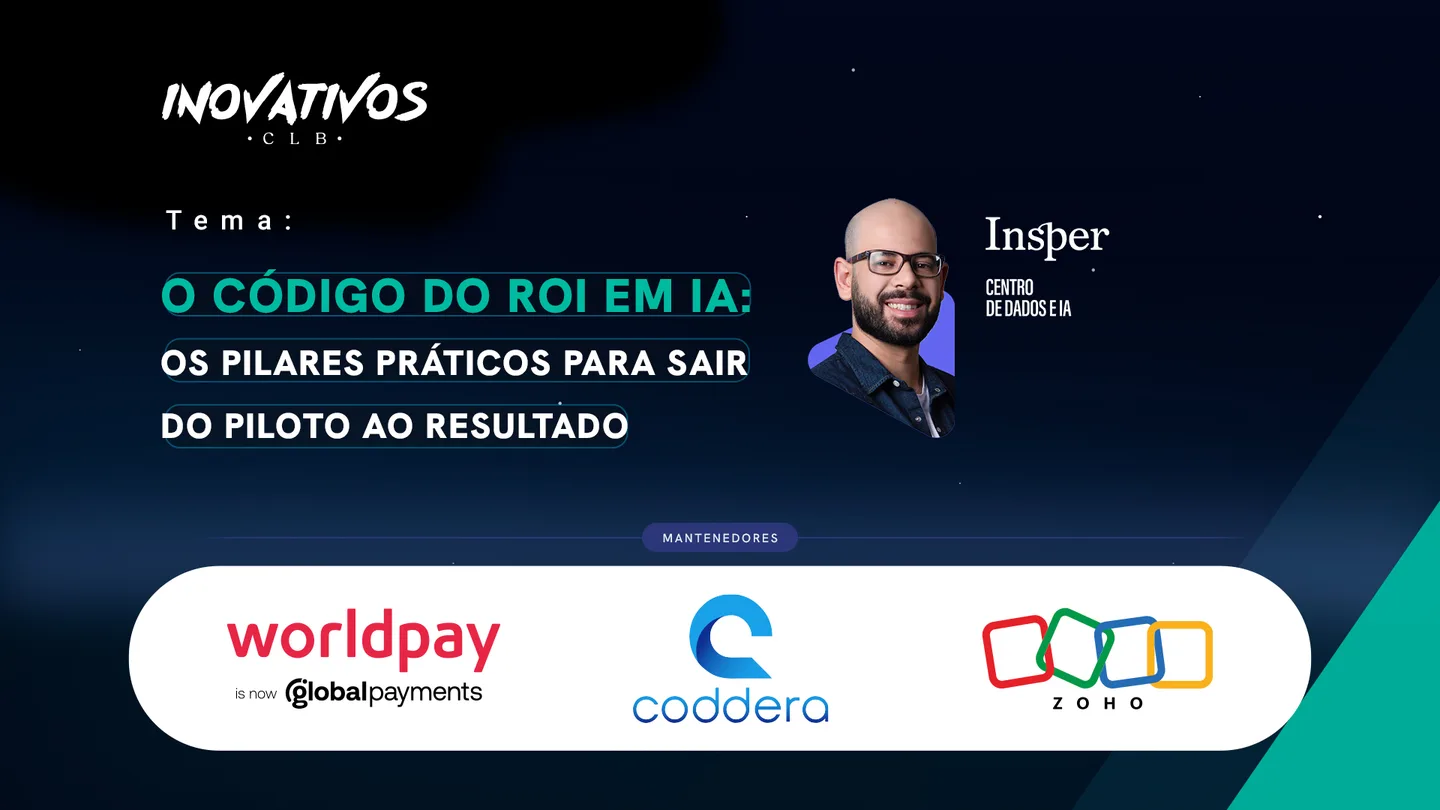 INOVATIVOS
• C L B •
Tema:
O CÓDIGO DO ROI EM IA:
OS PILARES PRÁTICOS PARA SAIR
DO PILOTO AO RESULTADO
Insper
CENTRO
DE DADOS E IA
MANTENEDORES
worldpay
is now globalpayments
coddera
ZOHO